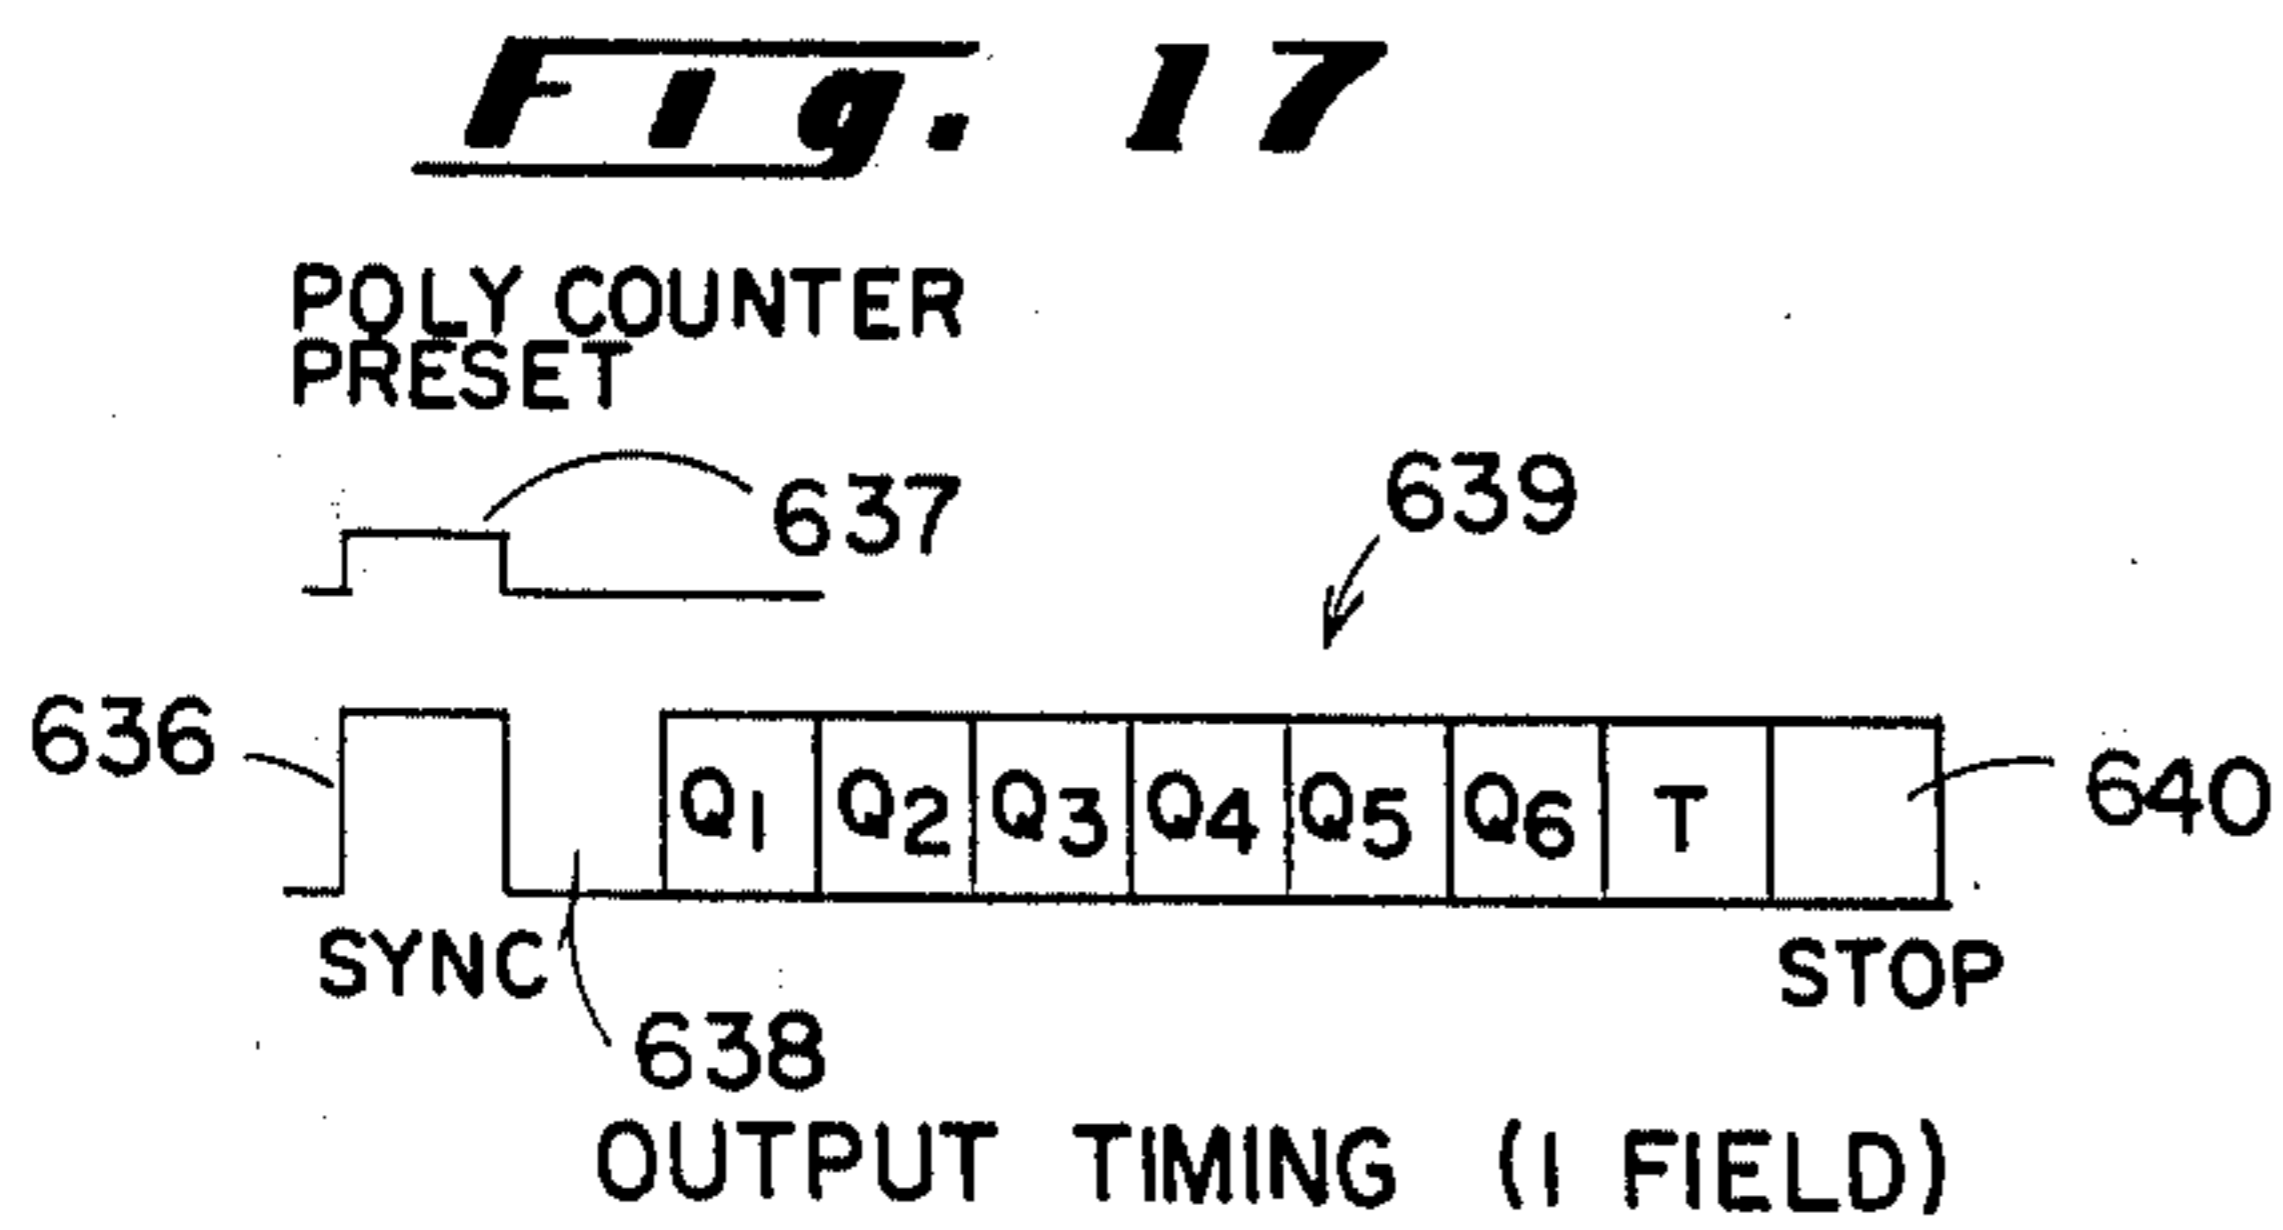 Fig. 17
POLY COUNTER
PRESET
637
639
636
Q1 Q2 Q3 Q4 Q5 Q6 T
640
SYNC
STOP
638
OUTPUT TIMING (1 FIELD)